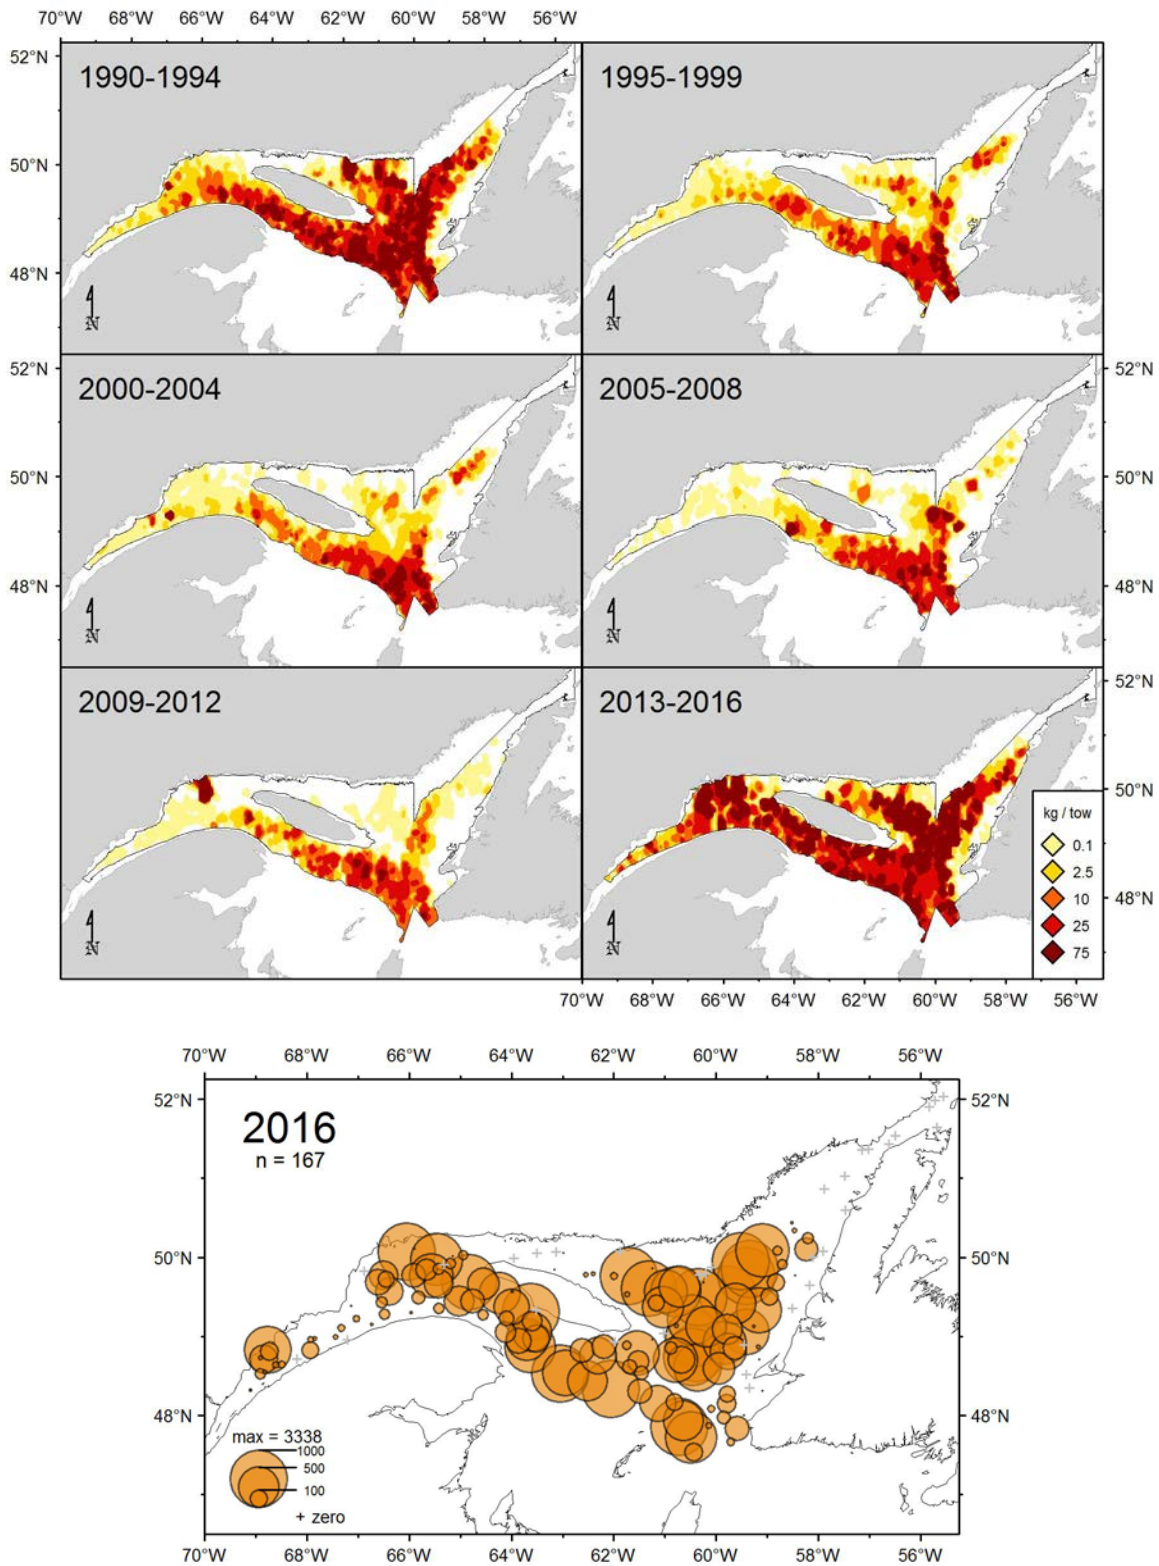 70°W 68°W 66°W 64°W 62°W 60°W 58°W 56°W
52°N
1990-1994 1995-1999
50°N
48°N
N N
52°N 52°N
2000-2004 2005-2008
50°N 50°N
48°N 48°N
N N
52°N
2009-2012 2013-2016
50°N
kg / tow
0.1
2.5
48°N
10
25
75
N N
70°W 68°W 66°W 64°W 62°W 60°W 58°W 56°W
70°W 68°W 66°W 64°W 62°W 60°W 58°W 56°W
52°N 52°N
2016
n = 167
50°N 50°N
48°N 48°N
max = 3338
1000
500
100
+ zero
70°W 68°W 66°W 64°W 62°W 60°W 58°W 56°W